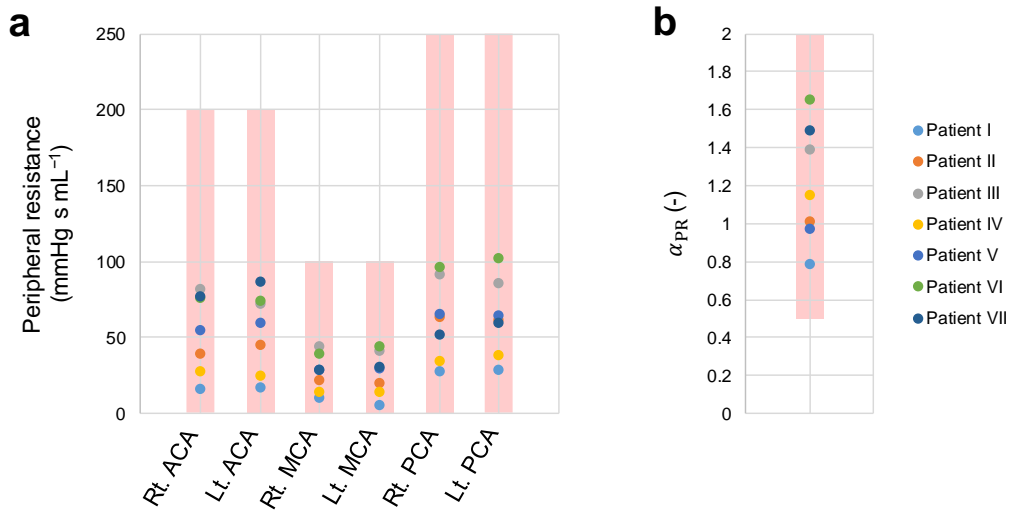 a
Peripheral resistance
(mmHg s mL⁻¹)
250
200
150
100
50
0
Rt. ACA
Lt. ACA
Rt. MCA
Lt. MCA
Rt. PCA
Lt. PCA
b
α_PR (-)
2
1.8
1.6
1.4
1.2
1
0.8
0.6
0.4
0.2
0
Patient I
Patient II
Patient III
Patient IV
Patient V
Patient VI
Patient VII